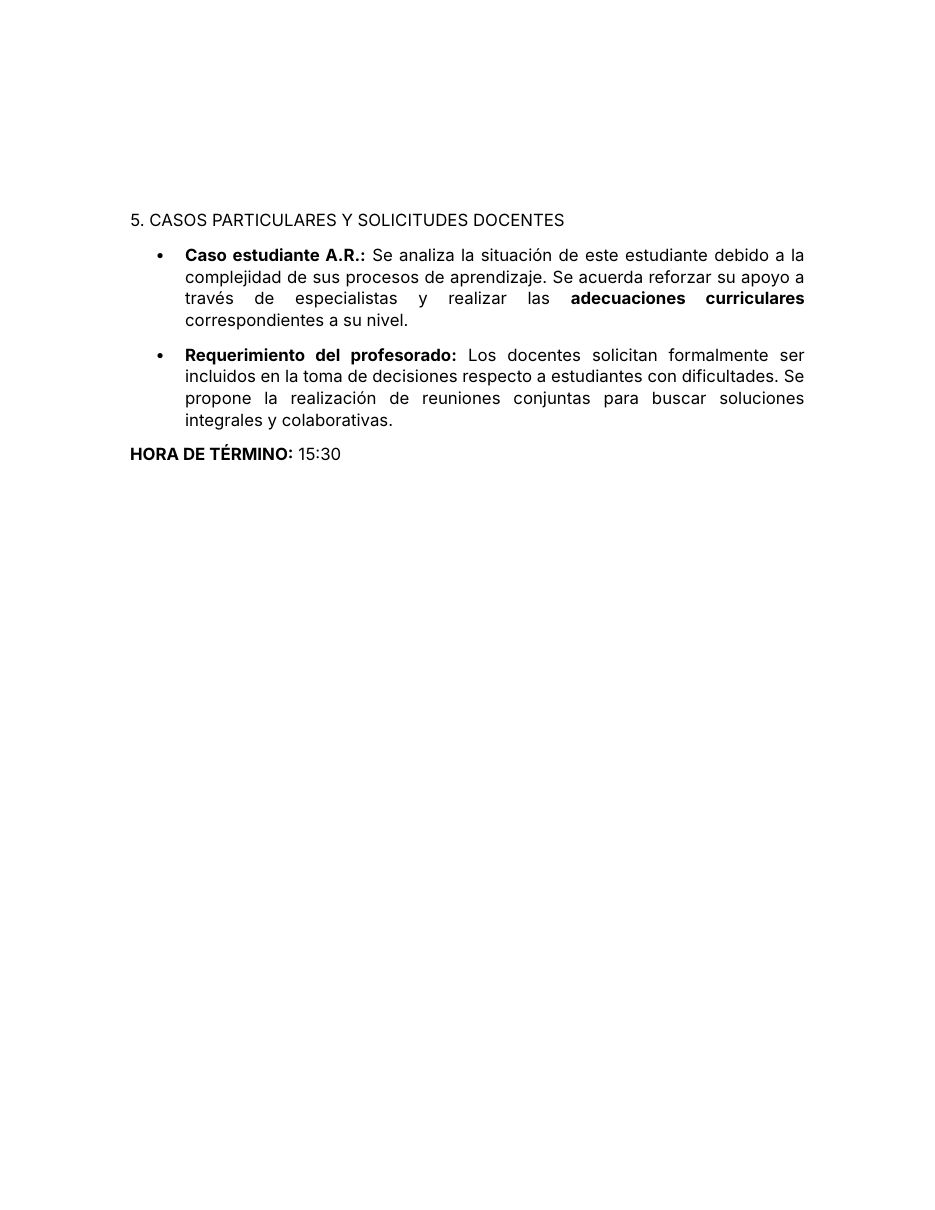 5. CASOS PARTICULARES Y SOLICITUDES DOCENTES
• Caso estudiante A.R.: Se analiza la situación de este estudiante debido a la
complejidad de sus procesos de aprendizaje. Se acuerda reforzar su apoyo a
través de especialistas y realizar las adecuaciones curriculares
correspondientes a su nivel.
• Requerimiento del profesorado: Los docentes solicitan formalmente ser
incluidos en la toma de decisiones respecto a estudiantes con dificultades. Se
propone la realización de reuniones conjuntas para buscar soluciones
integrales y colaborativas.
HORA DE TÉRMINO: 15:30